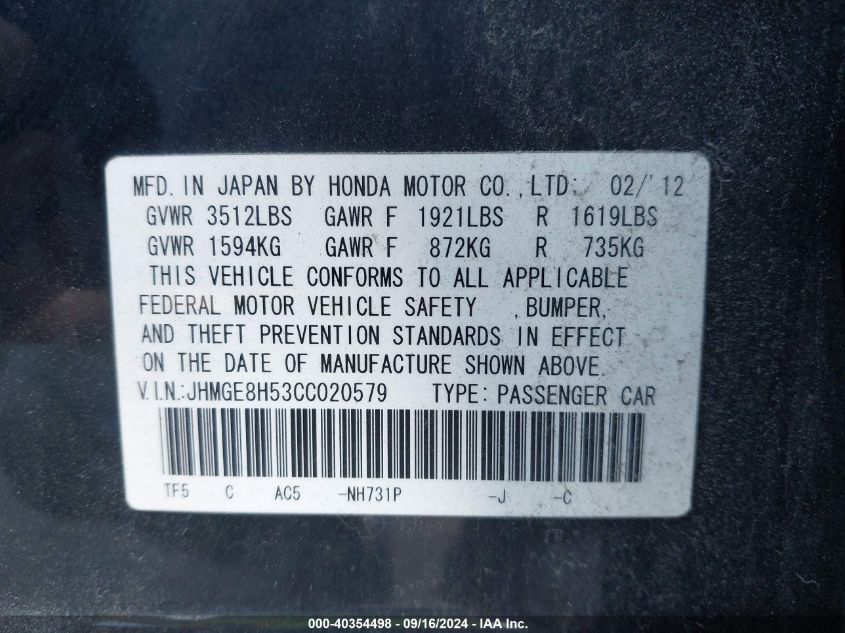 MFD. IN JAPAN BY HONDA MOTOR CO.,LTD. 02/'12
GVWR 3512LBS GAWR F 1921LBS R 1619LBS
GVWR 1594KG GAWR F 872KG R 735KG
THIS VEHICLE CONFORMS TO ALL APPLICABLE
FEDERAL MOTOR VEHICLE SAFETY , BUMPER,
AND THEFT PREVENTION STANDARDS IN EFFECT
ON THE DATE OF MANUFACTURE SHOWN ABOVE.
V.I.N.:JHMGE8H53CC020579 TYPE: PASSENGER CAR
TF5 C AC5 -NH731P -J -C
000-40354498 - 09/16/2024 - IAA Inc.